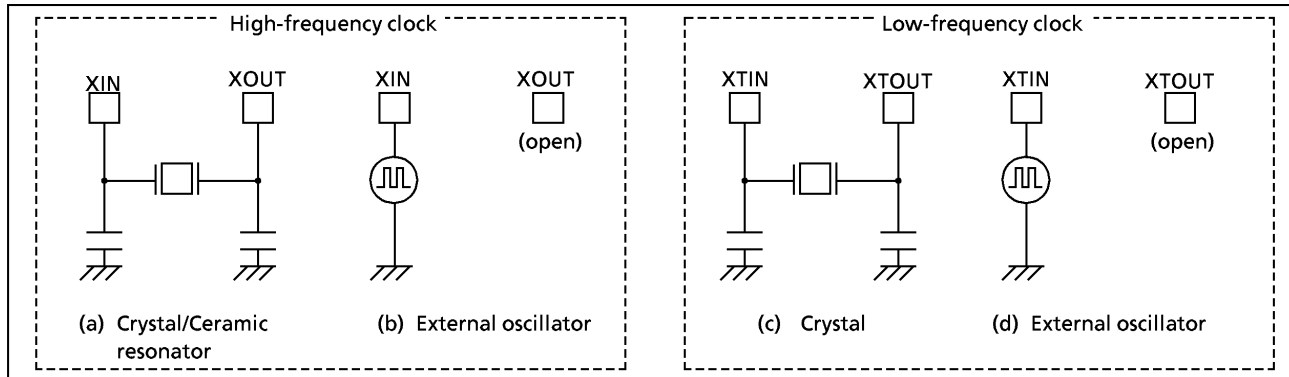 High-frequency clock
Low-frequency clock
XIN XOUT XIN XOUT
(open)
XTIN XTOUT XTIN XTOUT
(open)
(a) Crystal/Ceramic
resonator
(b) External oscillator
(c) Crystal
(d) External oscillator